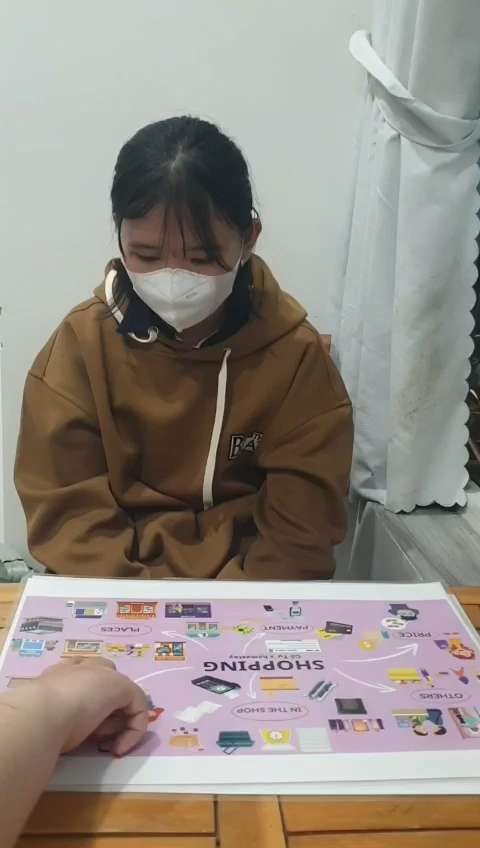 SHOPPING
PLACES
PAYMENT
PRICE
OTHERS
IN THE SHOP